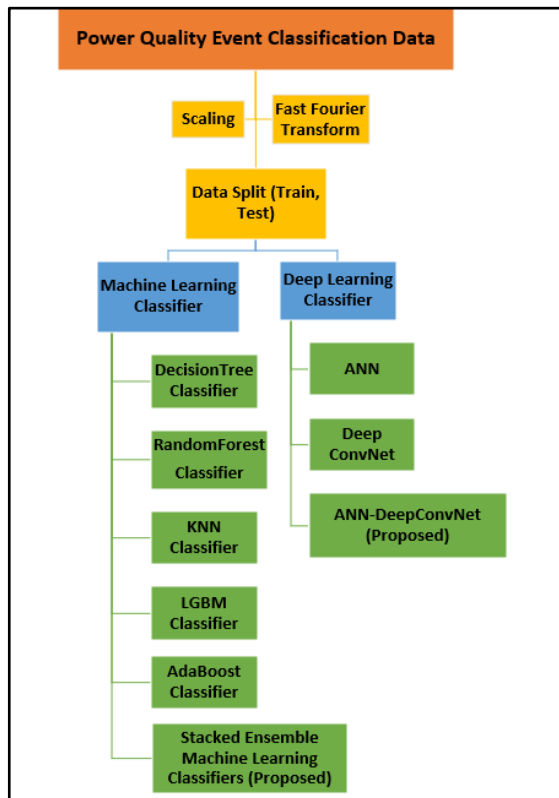 Power Quality Event Classification Data
Scaling
Fast Fourier
Transform
Data Split (Train,
Test)
Machine Learning
Classifier
DecisionTree
Classifier
RandomForest
Classifier
KNN
Classifier
LGBM
Classifier
AdaBoost
Classifier
Stacked Ensemble
Machine Learning
Classifiers (Proposed)
Deep Learning
Classifier
ANN
Deep
ConvNet
ANN-DeepConvNet
(Proposed)